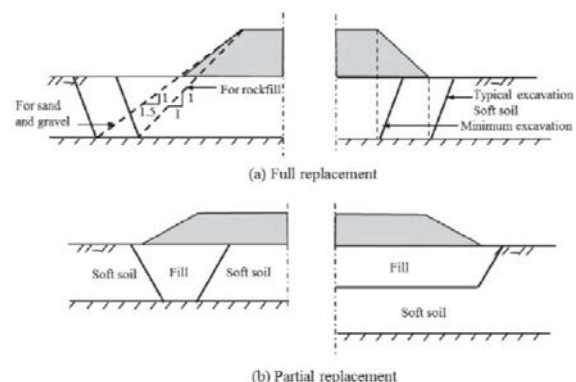 For sand
and gravel
1
1.5
1
1
For rockfill
Typical excavation
Soft soil
Minimum excavation
(a) Full replacement
Soft soil
Fill
Soft soil
Fill
Soft soil
(b) Partial replacement